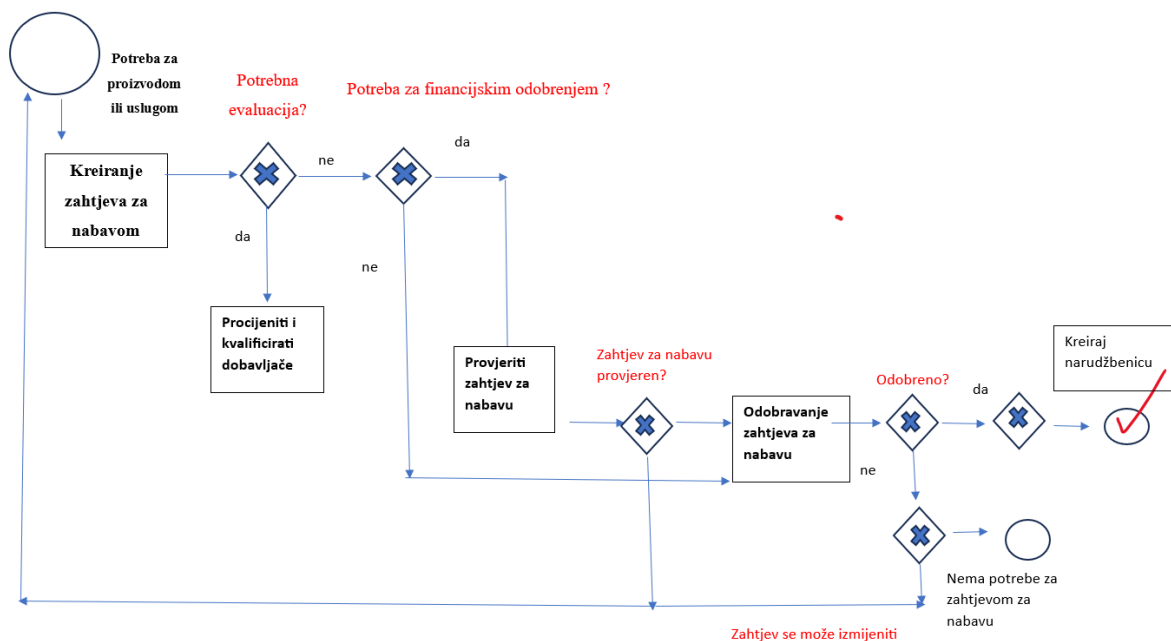 Potreba za
proizvodom
ili uslugom
Potrebna
evaluacija?
Potreba za financijskim odobrenjem ?
da
ne
Kreiranje
zahtjeva za
nabavom
da
ne
Procijeniti i
kvalificirati
dobavljače
Provjeriti
zahtjev za
nabavu
Zahtjev za nabavu
provjeren?
Odobravanje
zahtjeva za
nabavu
Odobreno?
da
ne
Kreiraj
narudžbenicu
Nema potrebe za
zahtjevom za
nabavu
Zahtjev se može izmijeniti